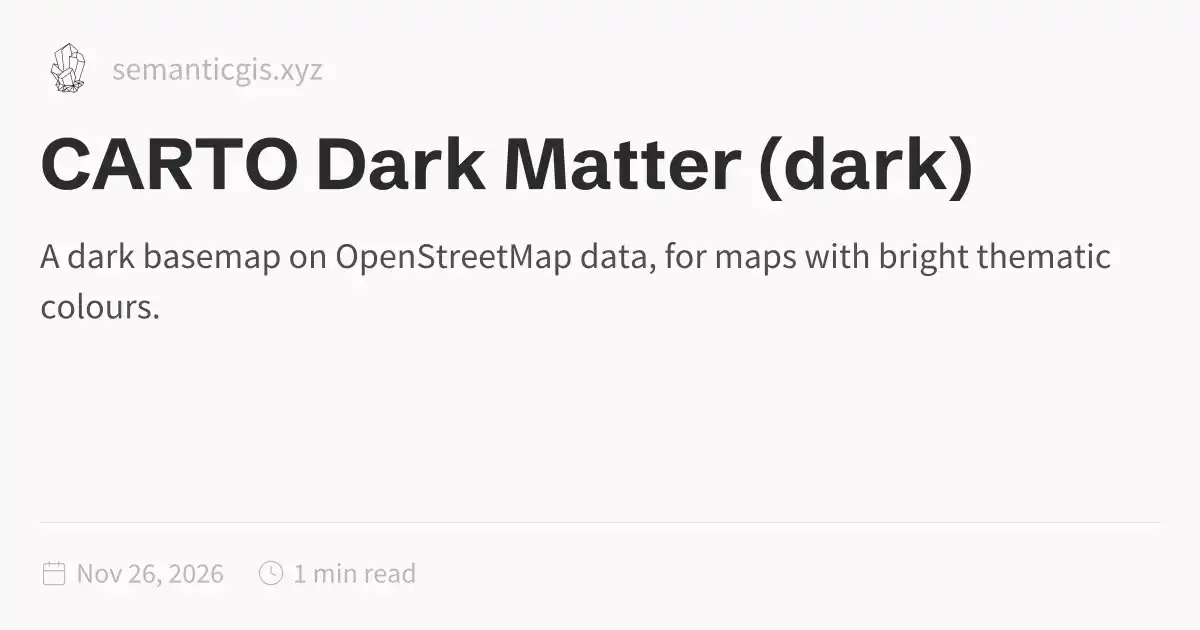 semanticgis.xyz
CARTO Dark Matter (dark)
A dark basemap on OpenStreetMap data, for maps with bright thematic
colours.
Nov 26, 2026
1 min read